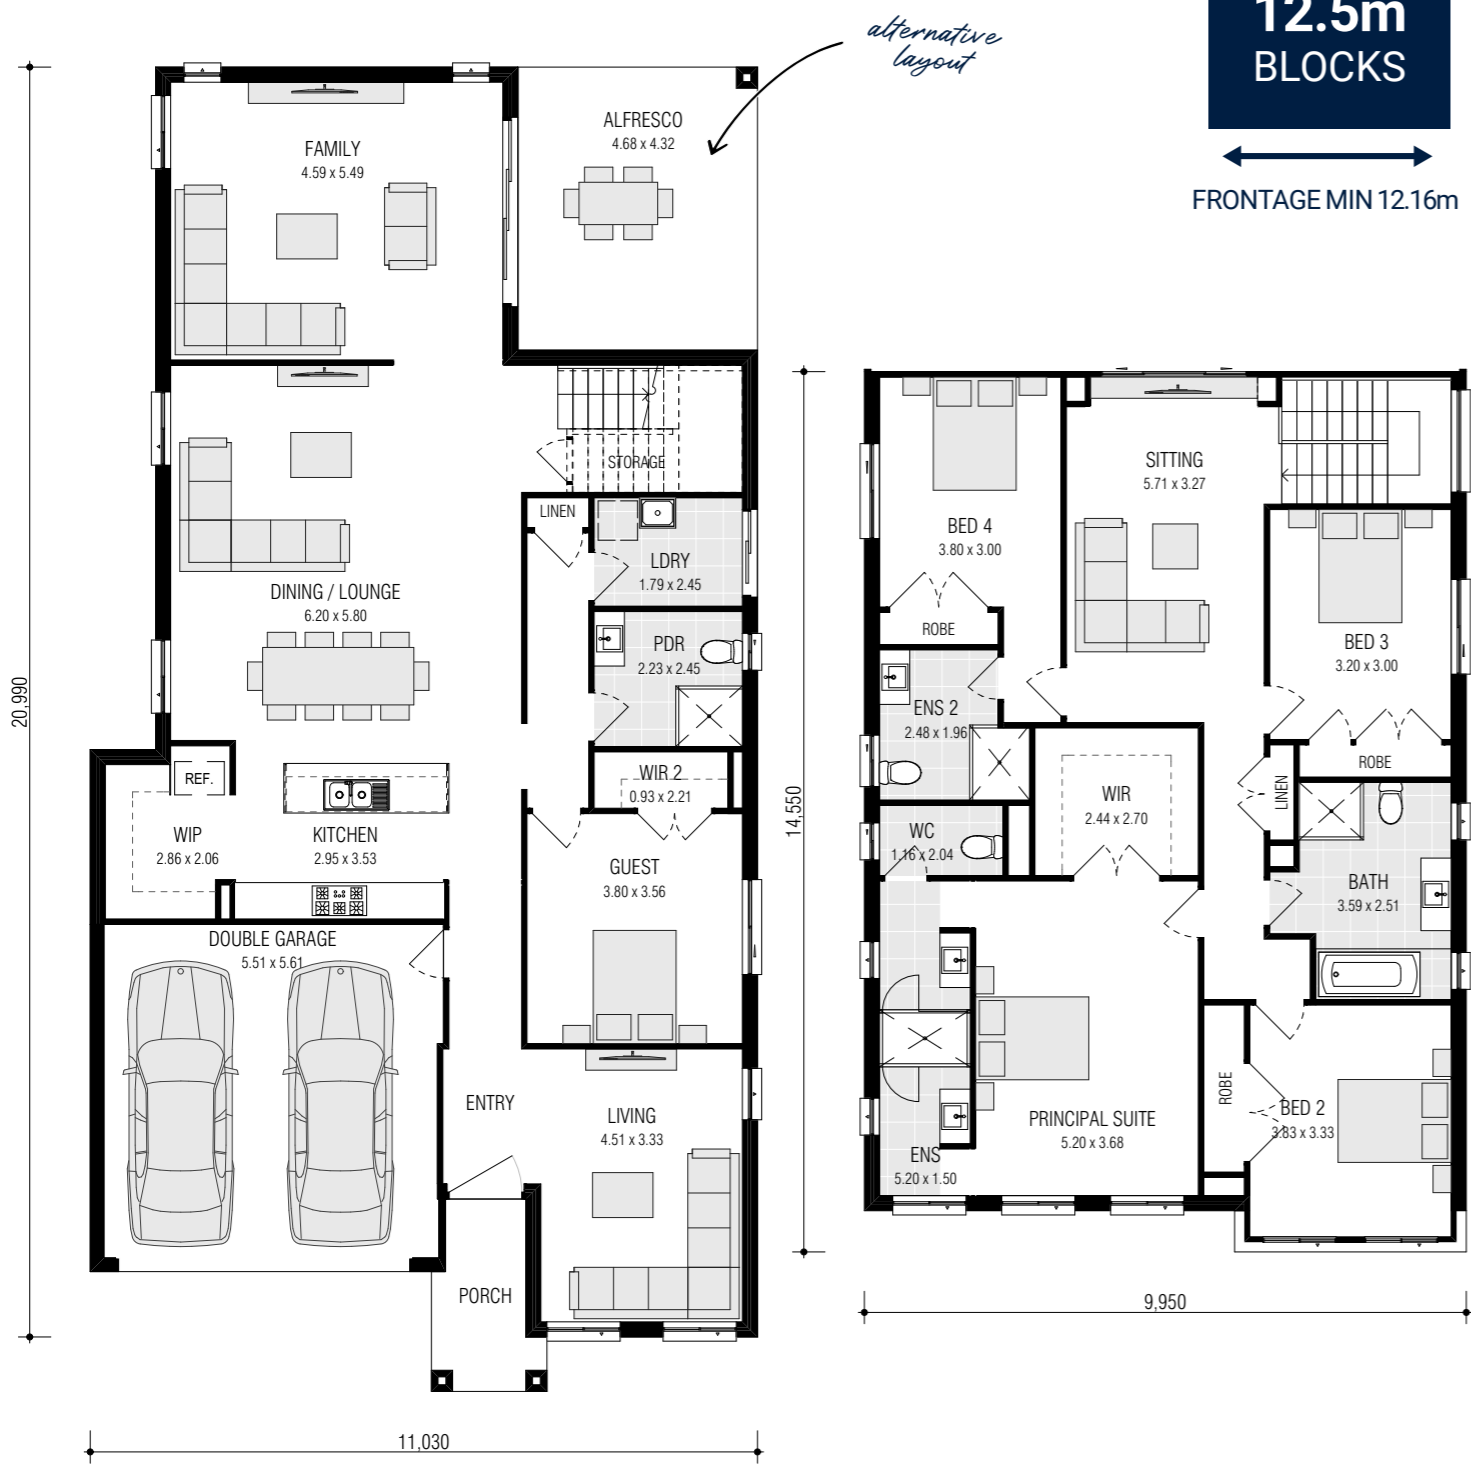 alternative
layout
12.5m
BLOCKS
FRONTAGE MIN 12.16m
20,990
11,030
FAMILY
4.59 x 5.49
ALFRESCO
4.68 x 4.32
STORAGE
LINEN
LDRY
1.79 x 2.45
DINING / LOUNGE
6.20 x 5.80
PDR
2.23 x 2.45
REF.
WIR 2
0.93 x 2.21
WIP
2.86 x 2.06
KITCHEN
2.95 x 3.53
GUEST
3.80 x 3.56
DOUBLE GARAGE
5.51 x 5.61
ENTRY
LIVING
4.51 x 3.33
PORCH
14,550
9,950
SITTING
5.71 x 3.27
BED 4
3.80 x 3.00
ROBE
BED 3
3.20 x 3.00
ROBE
ENS 2
2.48 x 1.96
LINEN
WIR
2.44 x 2.70
WC
1.16 x 2.04
BATH
3.59 x 2.51
ROBE
BED 2
3.83 x 3.33
PRINCIPAL SUITE
5.20 x 3.68
ENS
5.20 x 1.50